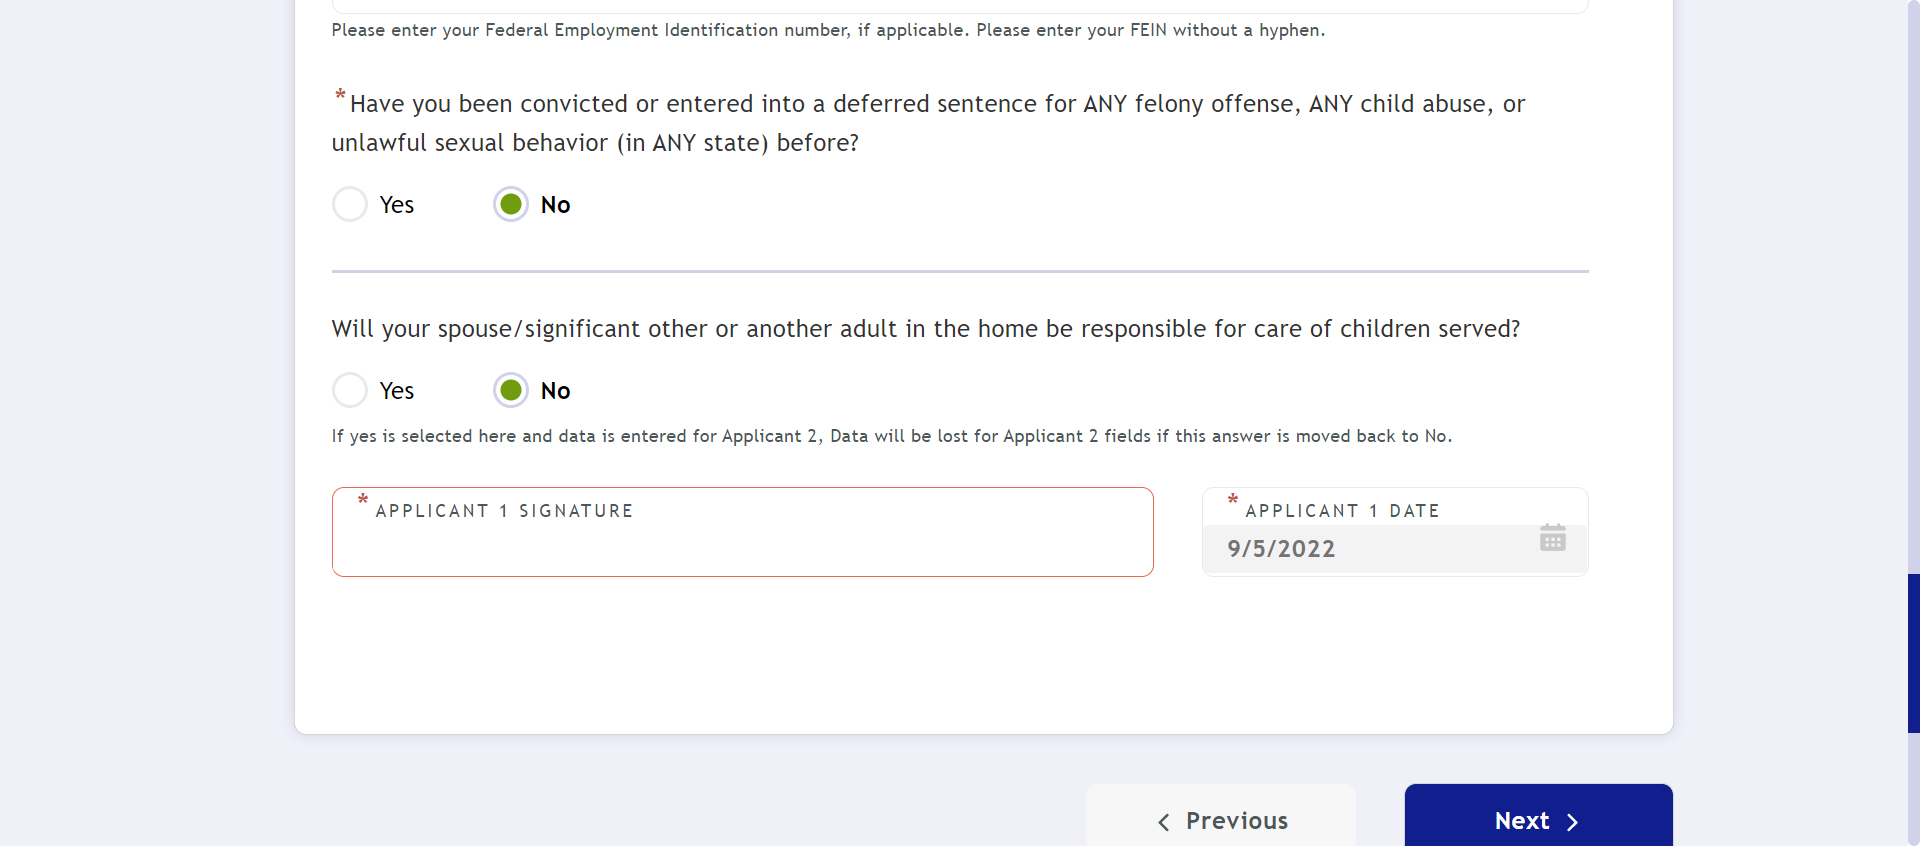 Please enter your Federal Employment Identification number, if applicable. Please enter your FEIN without a hyphen.
* Have you been convicted or entered into a deferred sentence for ANY felony offense, ANY child abuse, or
unlawful sexual behavior (in ANY state) before?
Yes No
Will your spouse/significant other or another adult in the home be responsible for care of children served?
Yes No
If yes is selected here and data is entered for Applicant 2, Data will be lost for Applicant 2 fields if this answer is moved back to No.
* APPLICANT 1 SIGNATURE
* APPLICANT 1 DATE
9/5/2022
Previous Next